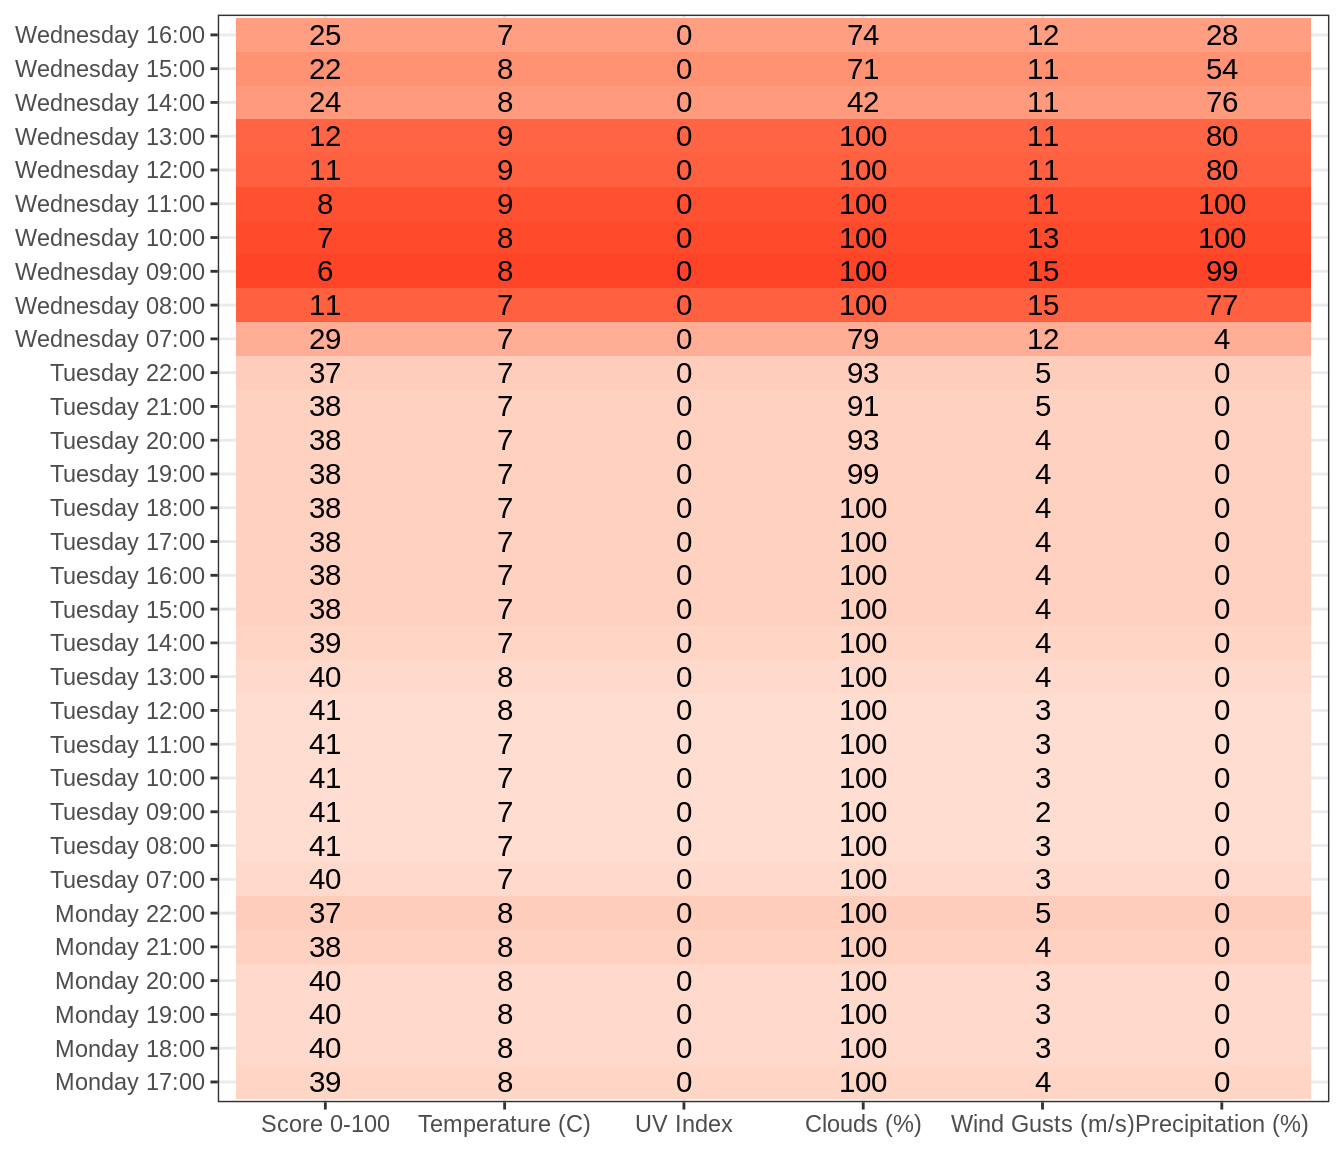 Wednesday 16:00 25 7 0 74 12 28
Wednesday 15:00 22 8 0 71 11 54
Wednesday 14:00 24 8 0 42 11 76
Wednesday 13:00 12 9 0 100 11 80
Wednesday 12:00 11 9 0 100 11 80
Wednesday 11:00 8 9 0 100 11 100
Wednesday 10:00 7 8 0 100 13 100
Wednesday 09:00 6 8 0 100 15 99
Wednesday 08:00 11 7 0 100 15 77
Wednesday 07:00 29 7 0 79 12 4
Tuesday 22:00 37 7 0 93 5 0
Tuesday 21:00 38 7 0 91 5 0
Tuesday 20:00 38 7 0 93 4 0
Tuesday 19:00 38 7 0 99 4 0
Tuesday 18:00 38 7 0 100 4 0
Tuesday 17:00 38 7 0 100 4 0
Tuesday 16:00 38 7 0 100 4 0
Tuesday 15:00 38 7 0 100 4 0
Tuesday 14:00 39 7 0 100 4 0
Tuesday 13:00 40 8 0 100 4 0
Tuesday 12:00 41 8 0 100 3 0
Tuesday 11:00 41 7 0 100 3 0
Tuesday 10:00 41 7 0 100 3 0
Tuesday 09:00 41 7 0 100 2 0
Tuesday 08:00 41 7 0 100 3 0
Tuesday 07:00 40 7 0 100 3 0
Monday 22:00 37 8 0 100 5 0
Monday 21:00 38 8 0 100 4 0
Monday 20:00 40 8 0 100 3 0
Monday 19:00 40 8 0 100 3 0
Monday 18:00 40 8 0 100 3 0
Monday 17:00 39 8 0 100 4 0
Score 0-100 Temperature (C) UV Index Clouds (%) Wind Gusts (m/s) Precipitation (%)